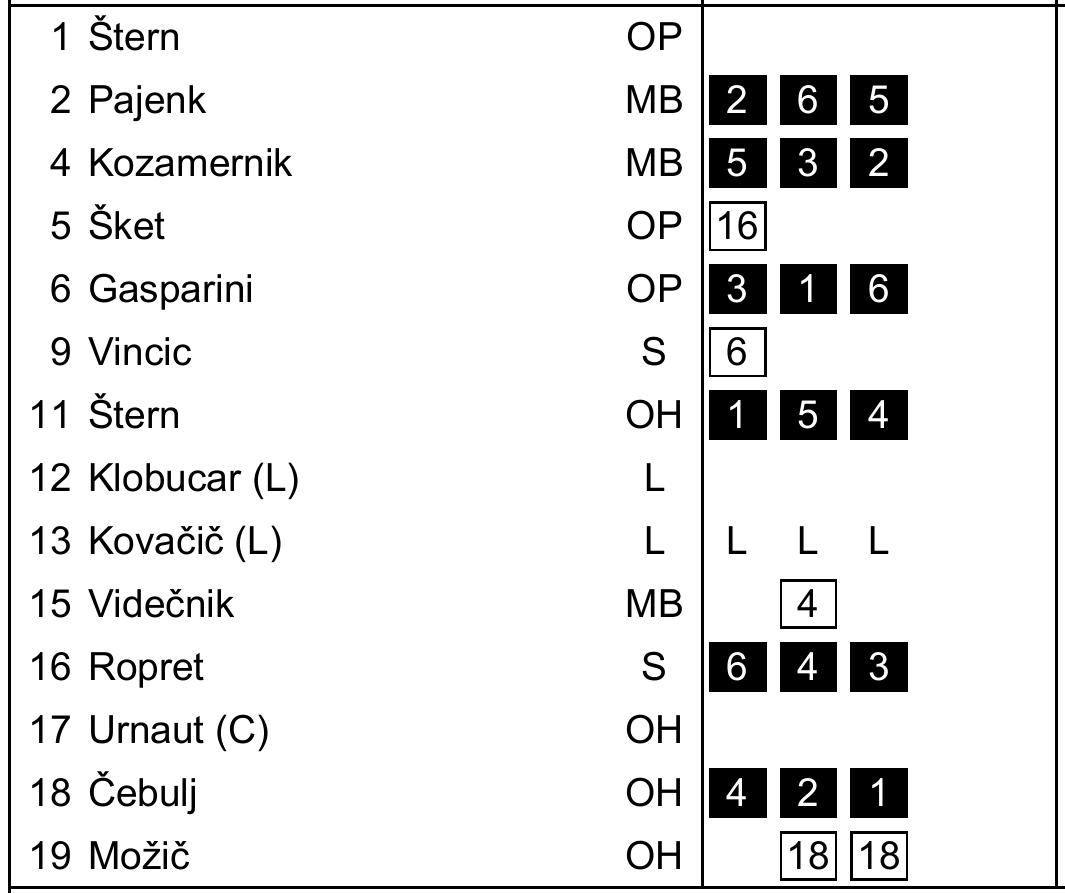 1 Štern OP
2 Pajenk MB 2 6 5
4 Kozamernik MB 5 3 2
5 Šket OP 16
6 Gasparini OP 3 1 6
9 Vincic S 6
11 Štern OH 1 5 4
12 Klobucar (L) L
13 Kovačič (L) L L L L
15 Videčnik MB 4
16 Ropret S 6 4 3
17 Urnaut (C) OH
18 Čebulj OH 4 2 1
19 Možič OH 18 18